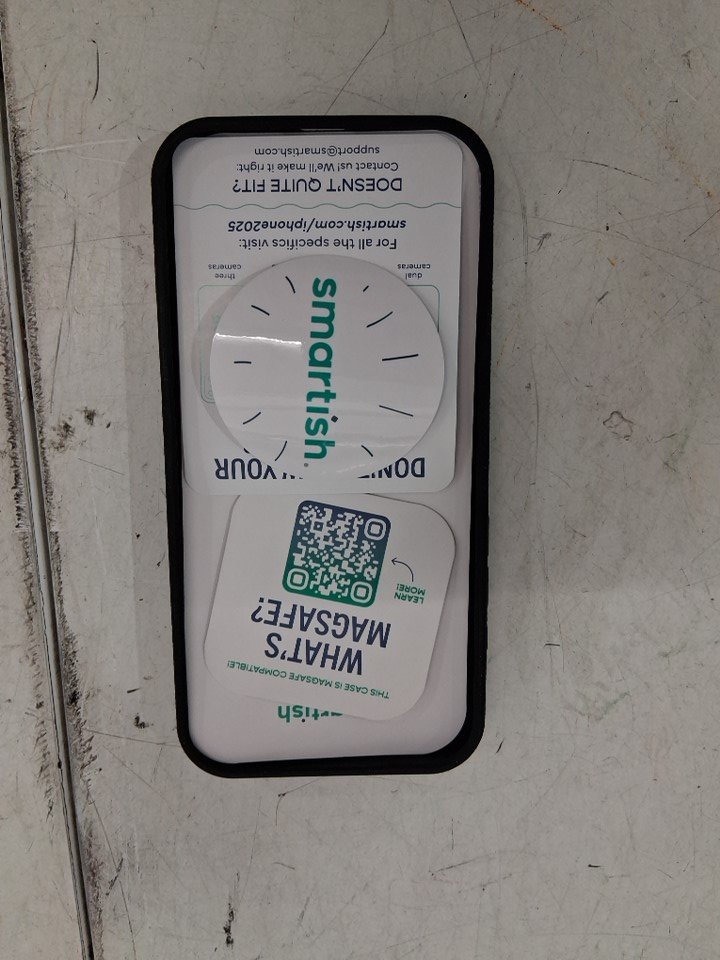 smartish.
THIS CASE IS MAGSAFE COMPATIBLE!
WHAT'S
MAGSAFE?
LEARN
MORE!
YOUR
dual
cameras
three
cameras
For all the specifics visit:
smartish.com/iphone2025
DOESN'T QUITE FIT?
Contact us! We'll make it right:
support@smartish.com